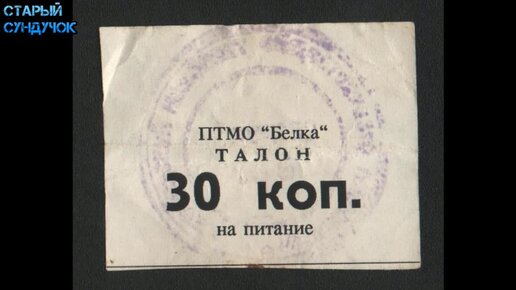 СТАРЫЙ
СУНДУЧОК
ПТМО "Белка"
ТАЛОН
30 коп.
на питание